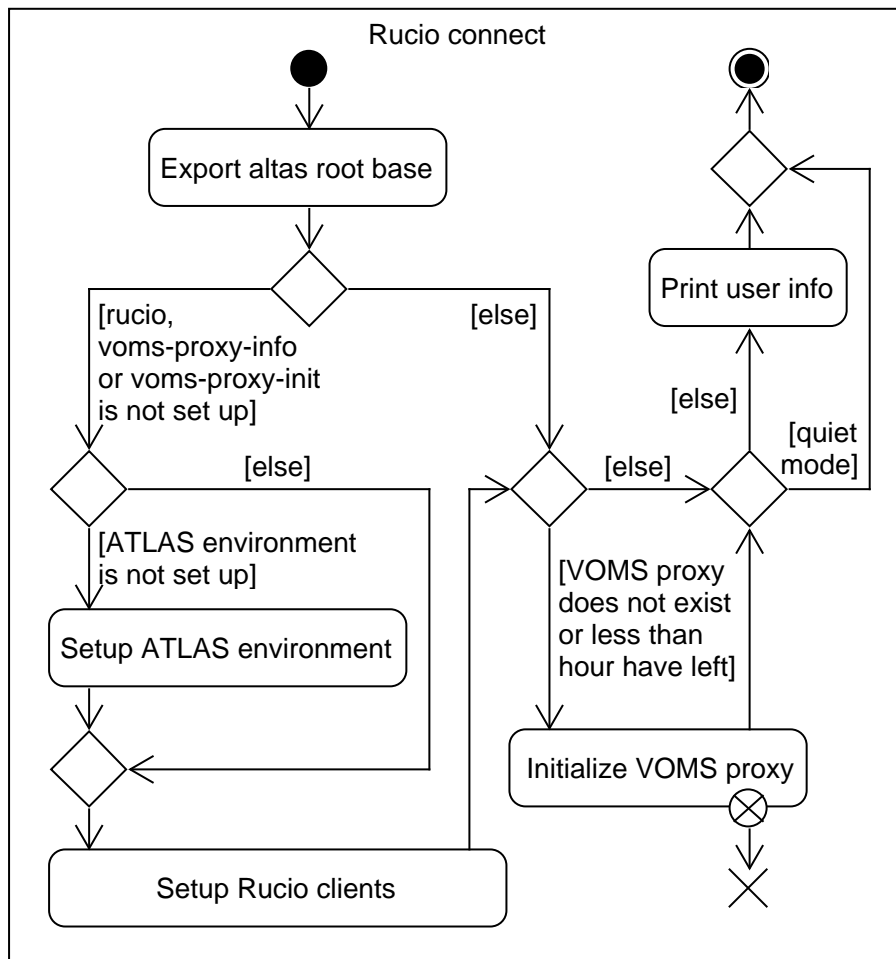 Rucio connect
Export altas root base
Print user info
[rucio,
voms-proxy-info
or voms-proxy-init
is not set up]
[else]
[else]
[quiet
mode]
[else]
[else]
[ATLAS environment
is not set up]
[VOMS proxy
does not exist
or less than
hour have left]
Setup ATLAS environment
Initialize VOMS proxy
Setup Rucio clients